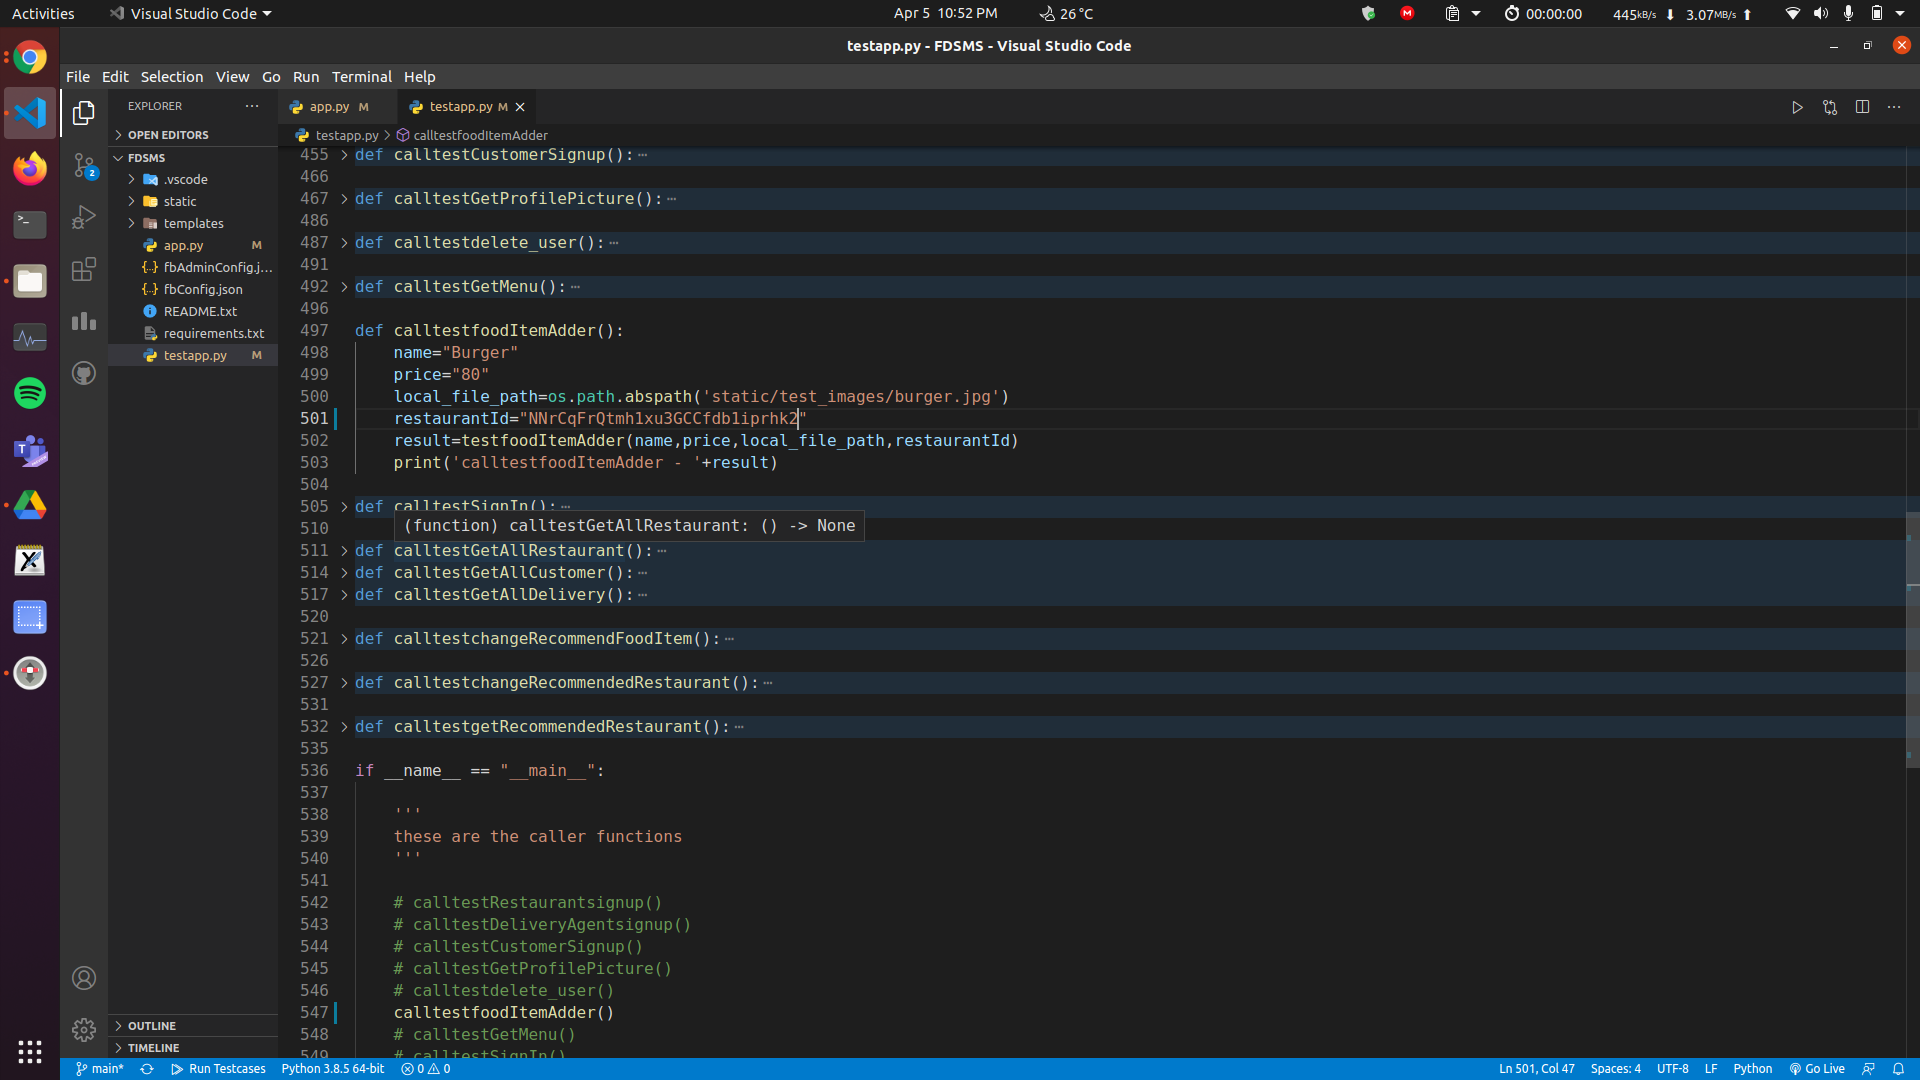 Activities
Visual Studio Code
Apr 5 10:52 PM
26 °C
00:00:00
445kB/s
3.07MB/s
testapp.py - FDSMS - Visual Studio Code
File Edit Selection View Go Run Terminal Help
EXPLORER
app.py M
testapp.py M
testapp.py > calltestfoodItemAdder
OPEN EDITORS
FDSMS
.vscode
static
templates
app.py M
fbAdminConfig.j...
fbConfig.json
README.txt
requirements.txt
testapp.py M
OUTLINE
TIMELINE
2
455 def calltestCustomerSignup():⋯
466
467 def calltestGetProfilePicture():⋯
486
487 def calltestdelete_user():⋯
491
492 def calltestGetMenu():⋯
496
497 def calltestfoodItemAdder():
498 name="Burger"
499 price="80"
500 local_file_path=os.path.abspath('static/test_images/burger.jpg')
501 restaurantId="NNrCqFrQtmh1xu3GCCfdb1iprhk2"
502 result=testfoodItemAdder(name,price,local_file_path,restaurantId)
503 print('calltestfoodItemAdder - '+result)
504
505 def calltestSignIn():⋯
510
(function) calltestGetAllRestaurant: () -> None
511 def calltestGetAllRestaurant():⋯
514 def calltestGetAllCustomer():⋯
517 def calltestGetAllDelivery():⋯
520
521 def calltestchangeRecommendFoodItem():⋯
526
527 def calltestchangeRecommendedRestaurant():⋯
531
532 def calltestgetRecommendedRestaurant():⋯
535
536 if __name__ == "__main__":
537
538 '''
539 these are the caller functions
540 '''
541
542 # calltestRestaurantsignup()
543 # calltestDeliveryAgentsignup()
544 # calltestCustomerSignup()
545 # calltestGetProfilePicture()
546 # calltestdelete_user()
547 calltestfoodItemAdder()
548 # calltestGetMenu()
549 # calltestSignIn()
main*
Run Testcases
Python 3.8.5 64-bit
0
0
Ln 501, Col 47
Spaces: 4
UTF-8
LF
Python
Go Live